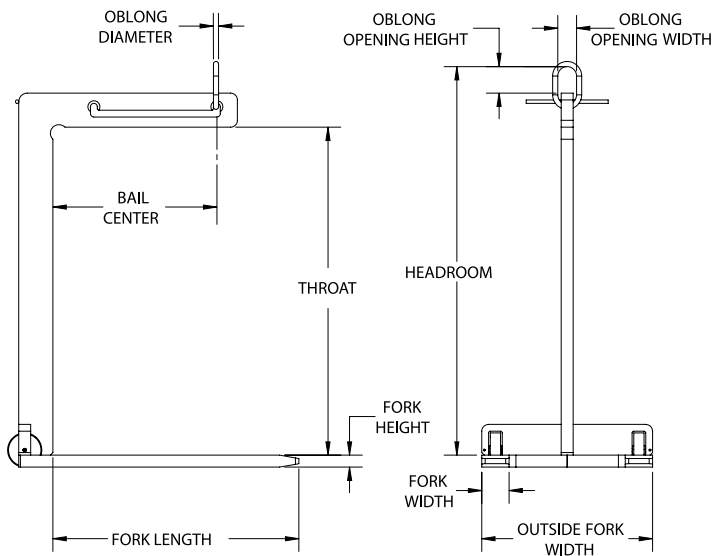 OBLONG
DIAMETER
OBLONG
OPENING HEIGHT
OBLONG
OPENING WIDTH
BAIL
CENTER
THROAT
HEADROOM
FORK
HEIGHT
FORK
WIDTH
FORK LENGTH
OUTSIDE FORK
WIDTH